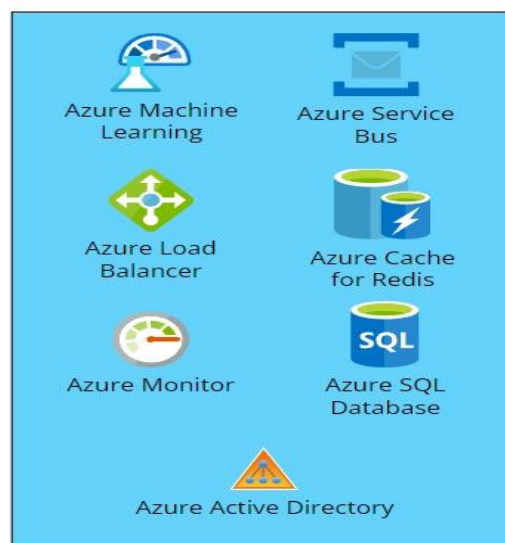 Azure Machine
Learning
Azure Service
Bus
Azure Load
Balancer
Azure Cache
for Redis
Azure Monitor
SQL
Azure SQL
Database
Azure Active Directory